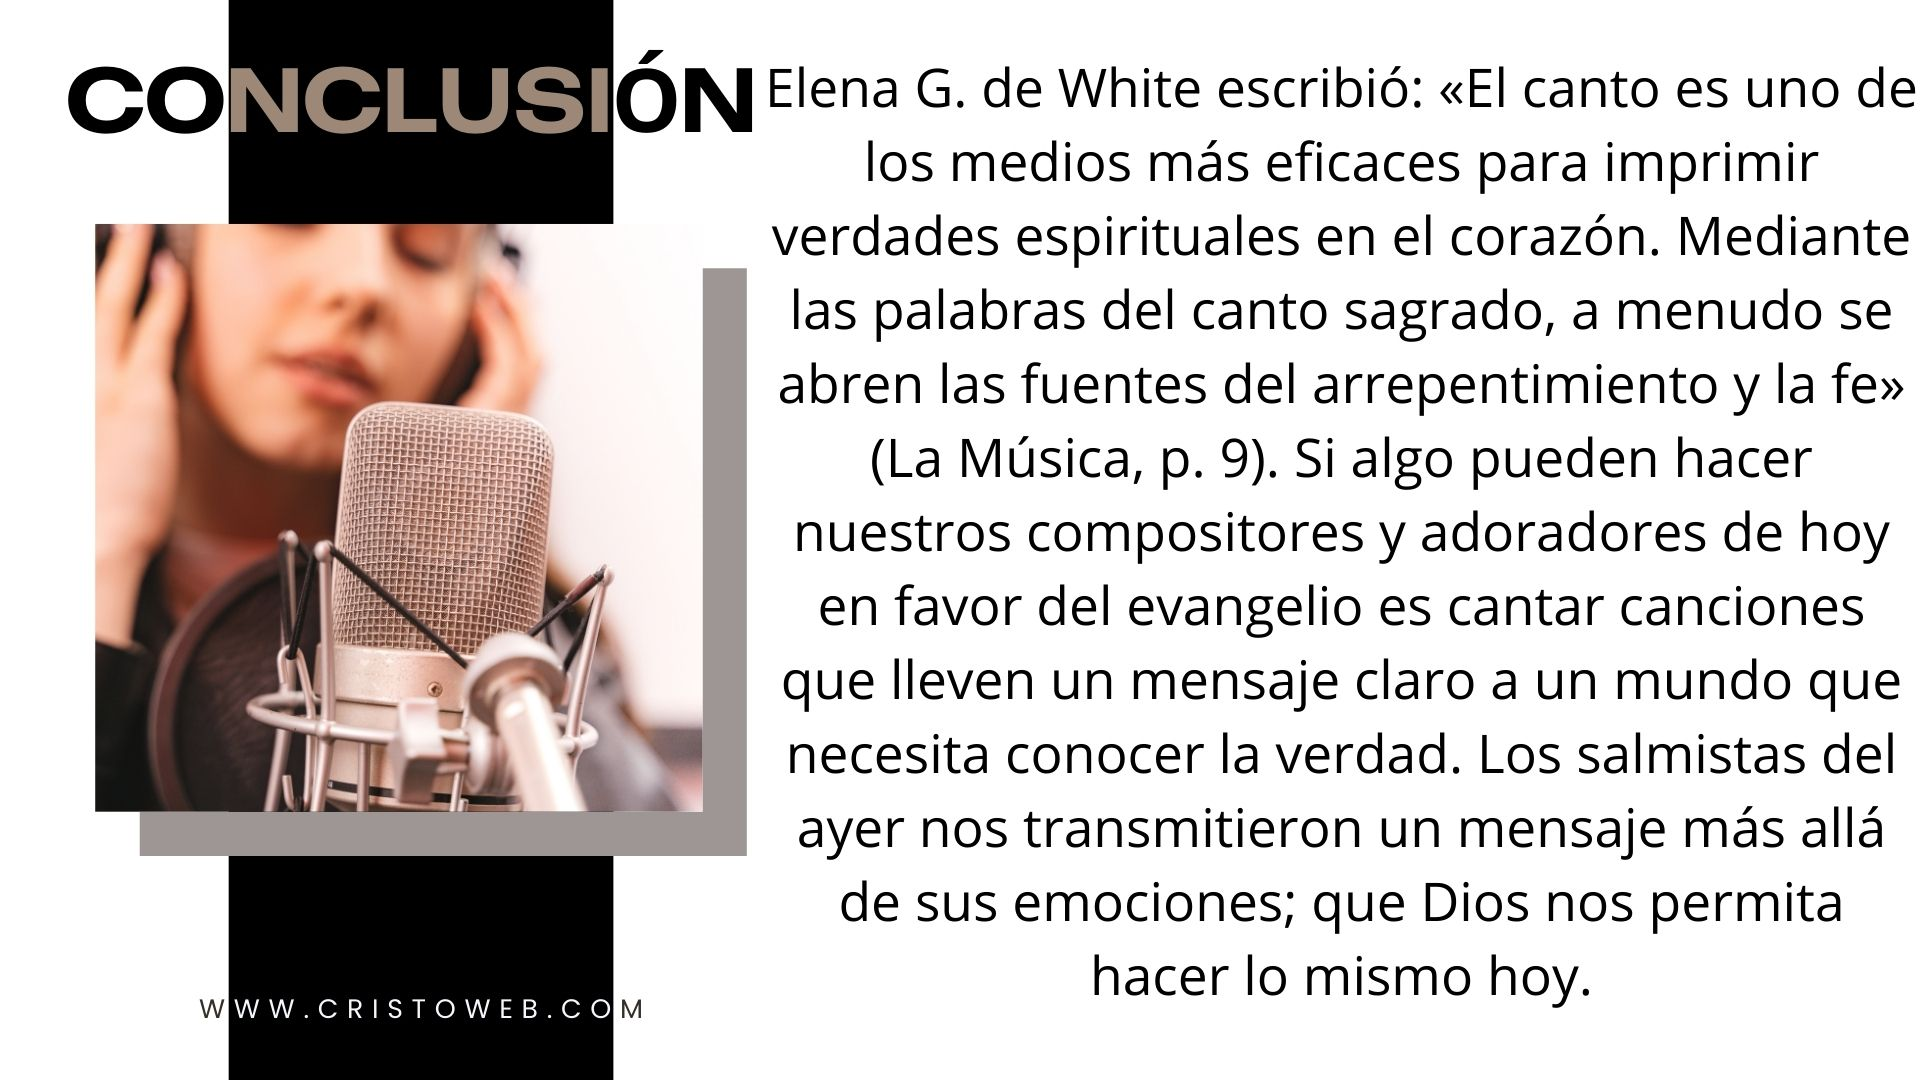 CONCLUSIÓN
Elena G. de White escribió: «El canto es uno de
los medios más eficaces para imprimir
verdades espirituales en el corazón. Mediante
las palabras del canto sagrado, a menudo se
abren las fuentes del arrepentimiento y la fe»
(La Música, p. 9). Si algo pueden hacer
nuestros compositores y adoradores de hoy
en favor del evangelio es cantar canciones
que lleven un mensaje claro a un mundo que
necesita conocer la verdad. Los salmistas del
ayer nos transmitieron un mensaje más allá
de sus emociones; que Dios nos permita
hacer lo mismo hoy.
WWW.CRISTOWEB.COM